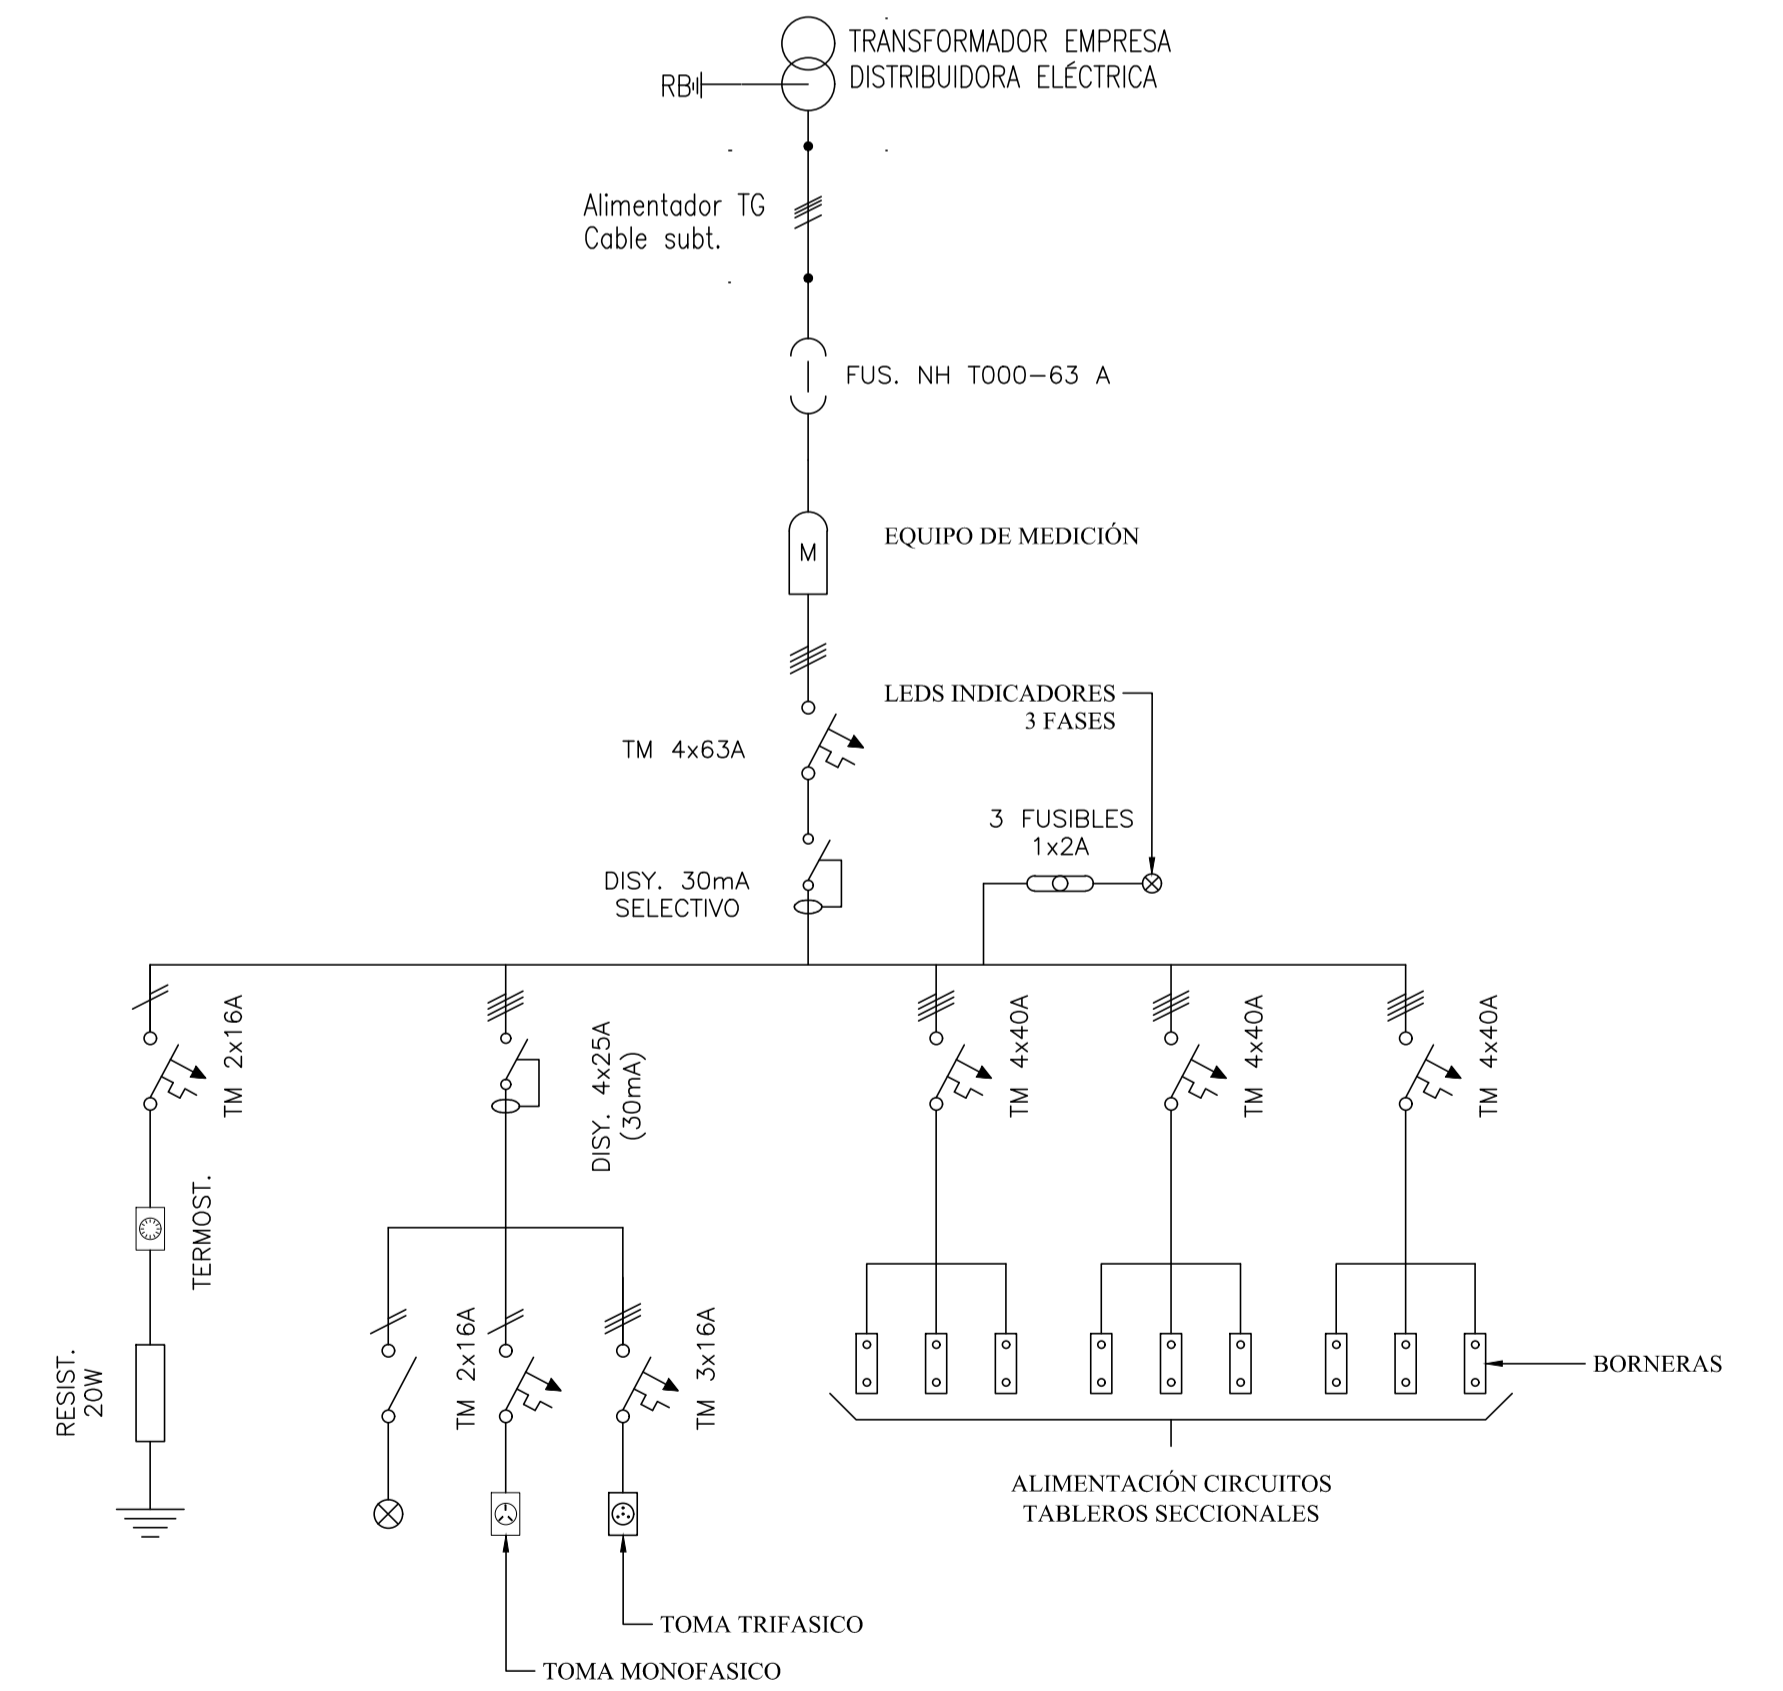 TRANSFORMADOR EMPRESA
DISTRIBUIDORA ELÉCTRICA
RB
Alimentador TG
Cable subt.
FUS. NH T000-63 A
EQUIPO DE MEDICIÓN
M
LEDS INDICADORES
3 FASES
TM 4x63A
3 FUSIBLES
1x2A
DISY. 30mA
SELECTIVO
TM 2x16A
DISY. 4x25A
(30mA)
TM 4x40A
TM 4x40A
TM 4x40A
TERMOST.
RESIST.
20W
TM 2x16A
TM 3x16A
BORNERAS
ALIMENTACIÓN CIRCUITOS
TABLEROS SECCIONALES
TOMA TRIFASICO
TOMA MONOFASICO